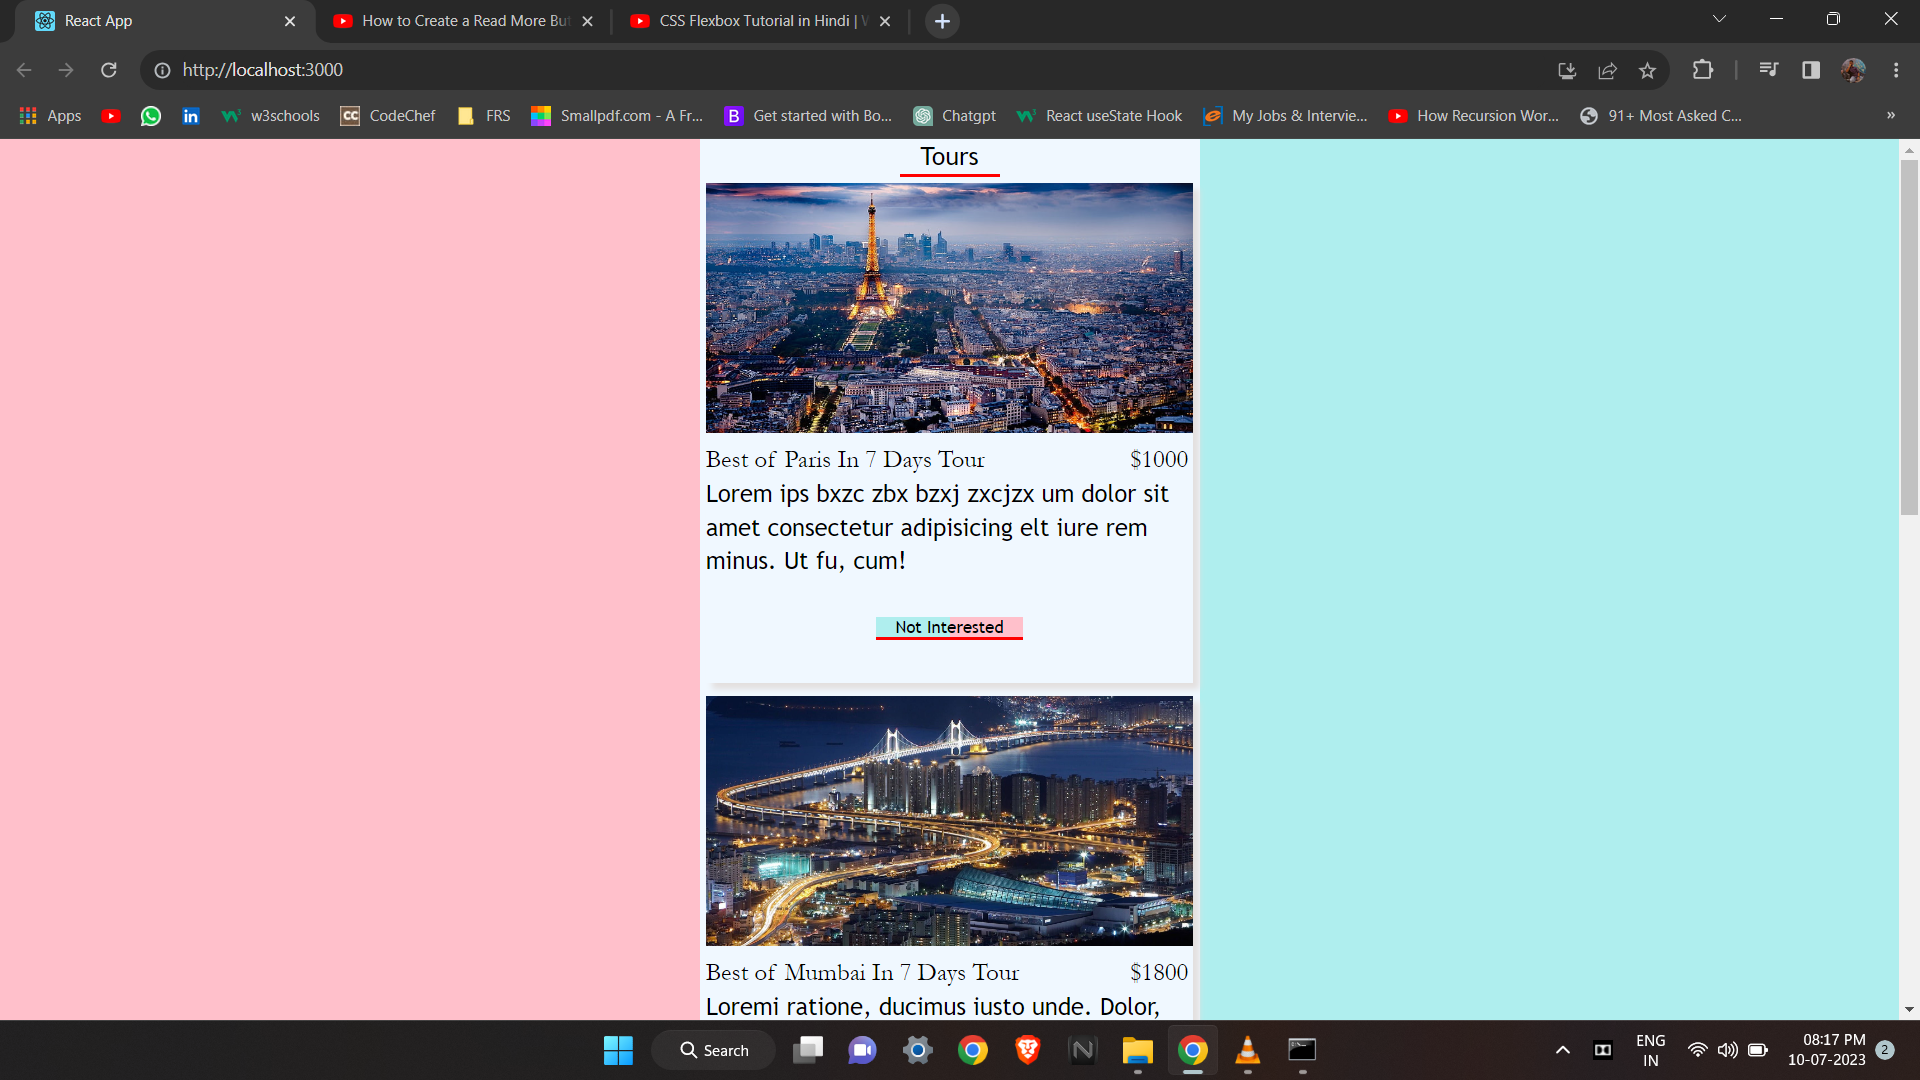 React App
How to Create a Read More Bu
CSS Flexbox Tutorial in Hindi | W
http://localhost:3000
Apps
in
w3schools
CC CodeChef
FRS
Smallpdf.com - A Fr...
B Get started with Bo...
Chatgpt
React useState Hook
My Jobs & Intervie...
How Recursion Wor...
91+ Most Asked C...
»
Tours
Best of Paris In 7 Days Tour $1000
Lorem ips bxzc zbx bzxj zxcjzx um dolor sit
amet consectetur adipisicing elt iure rem
minus. Ut fu, cum!
Not Interested
Best of Mumbai In 7 Days Tour $1800
Loremi ratione, ducimus iusto unde. Dolor,
Search
N
ENG
IN
08:17 PM
10-07-2023
2